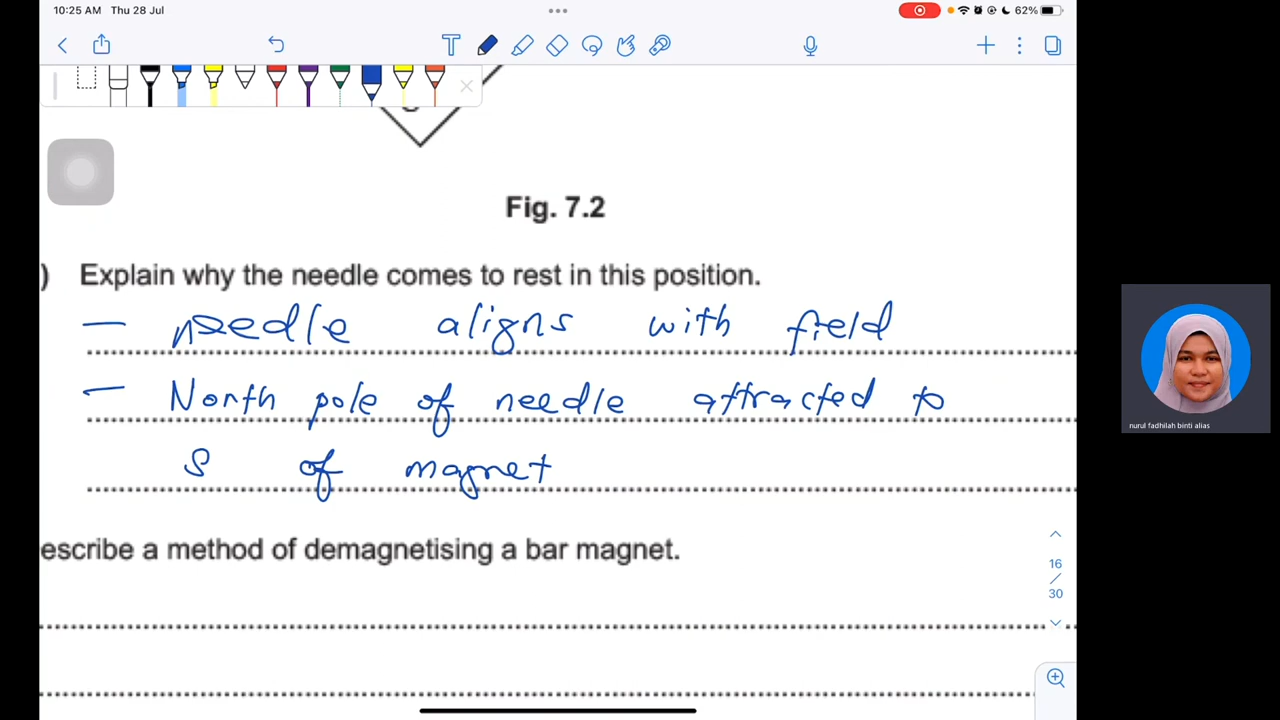 10:25 AM Thu 28 Jul
62%
Fig. 7.2
) Explain why the needle comes to rest in this position.
— needle aligns with field
— North pole of needle attracted to
S of magnet
escribe a method of demagnetising a bar magnet.
16
/
30
nurul fadhilah binti alias